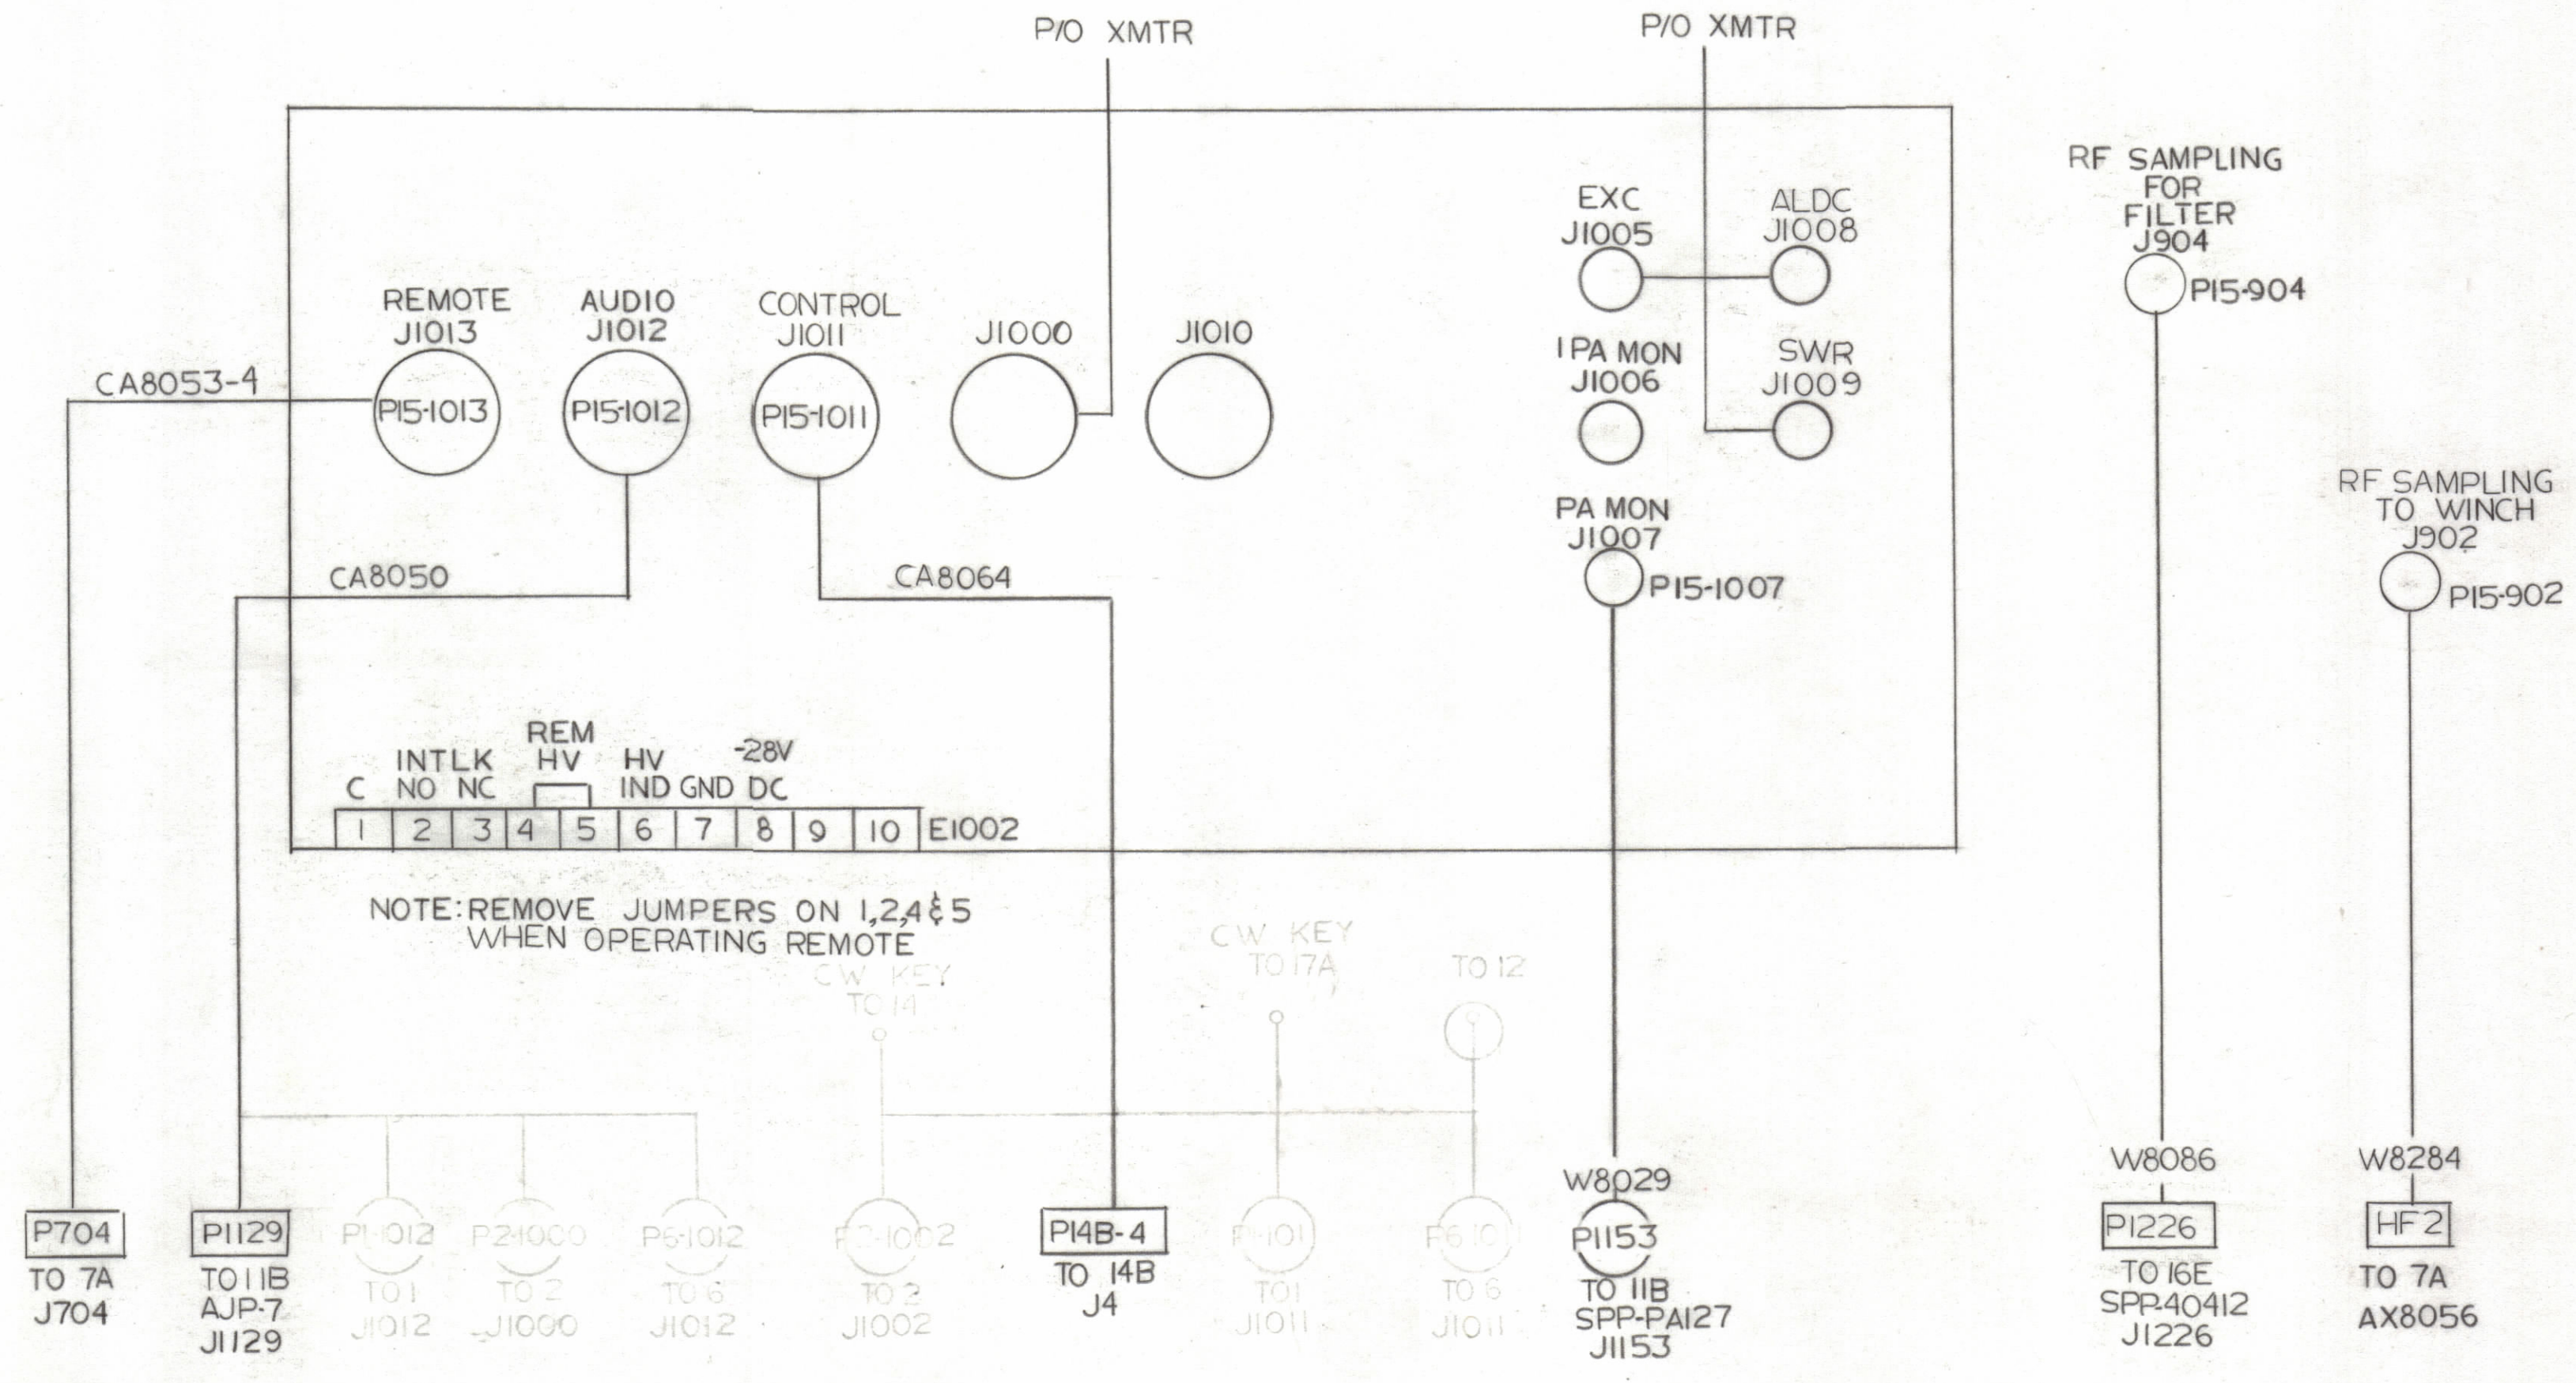 P/O XMTR
P/O XMTR
RF SAMPLING
FOR
FILTER
J904
P15-904
EXC
J1005
ALDC
J1008
REMOTE
J1013
AUDIO
J1012
CONTROL
J1011
J1000
J1010
IPA MON
J1006
SWR
J1009
CA8053-4
P15-1013
P15-1012
P15-1011
RF SAMPLING
TO WINCH
J902
P15-902
PA MON
J1007
P15-1007
CA8050
CA8064
REM
HV
INTLK
C NO NC
HV
IND
GND
-28V
DC
1 2 3 4 5 6 7 8 9 10 E1002
NOTE: REMOVE JUMPERS ON 1,2,4 & 5
WHEN OPERATING REMOTE
CW KEY
TO 14
CW KEY
TO 17A
TO 12
W8029
W8086
W8284
P704
TO 7A
J704
P1129
TO 11B
AJP-7
J1129
P1-1012
TO 1
J1012
P2-1000
TO 2
J1000
P6-1012
TO 6
J1012
TO 2
J1002
P14B-4
TO 14B
J4
TO 1
J1011
TO 6
J1011
P1153
TO 11B
SPP-PA127
J1153
P1226
TO 16E
SPP-40412
J1226
HF2
TO 7A
AX8056